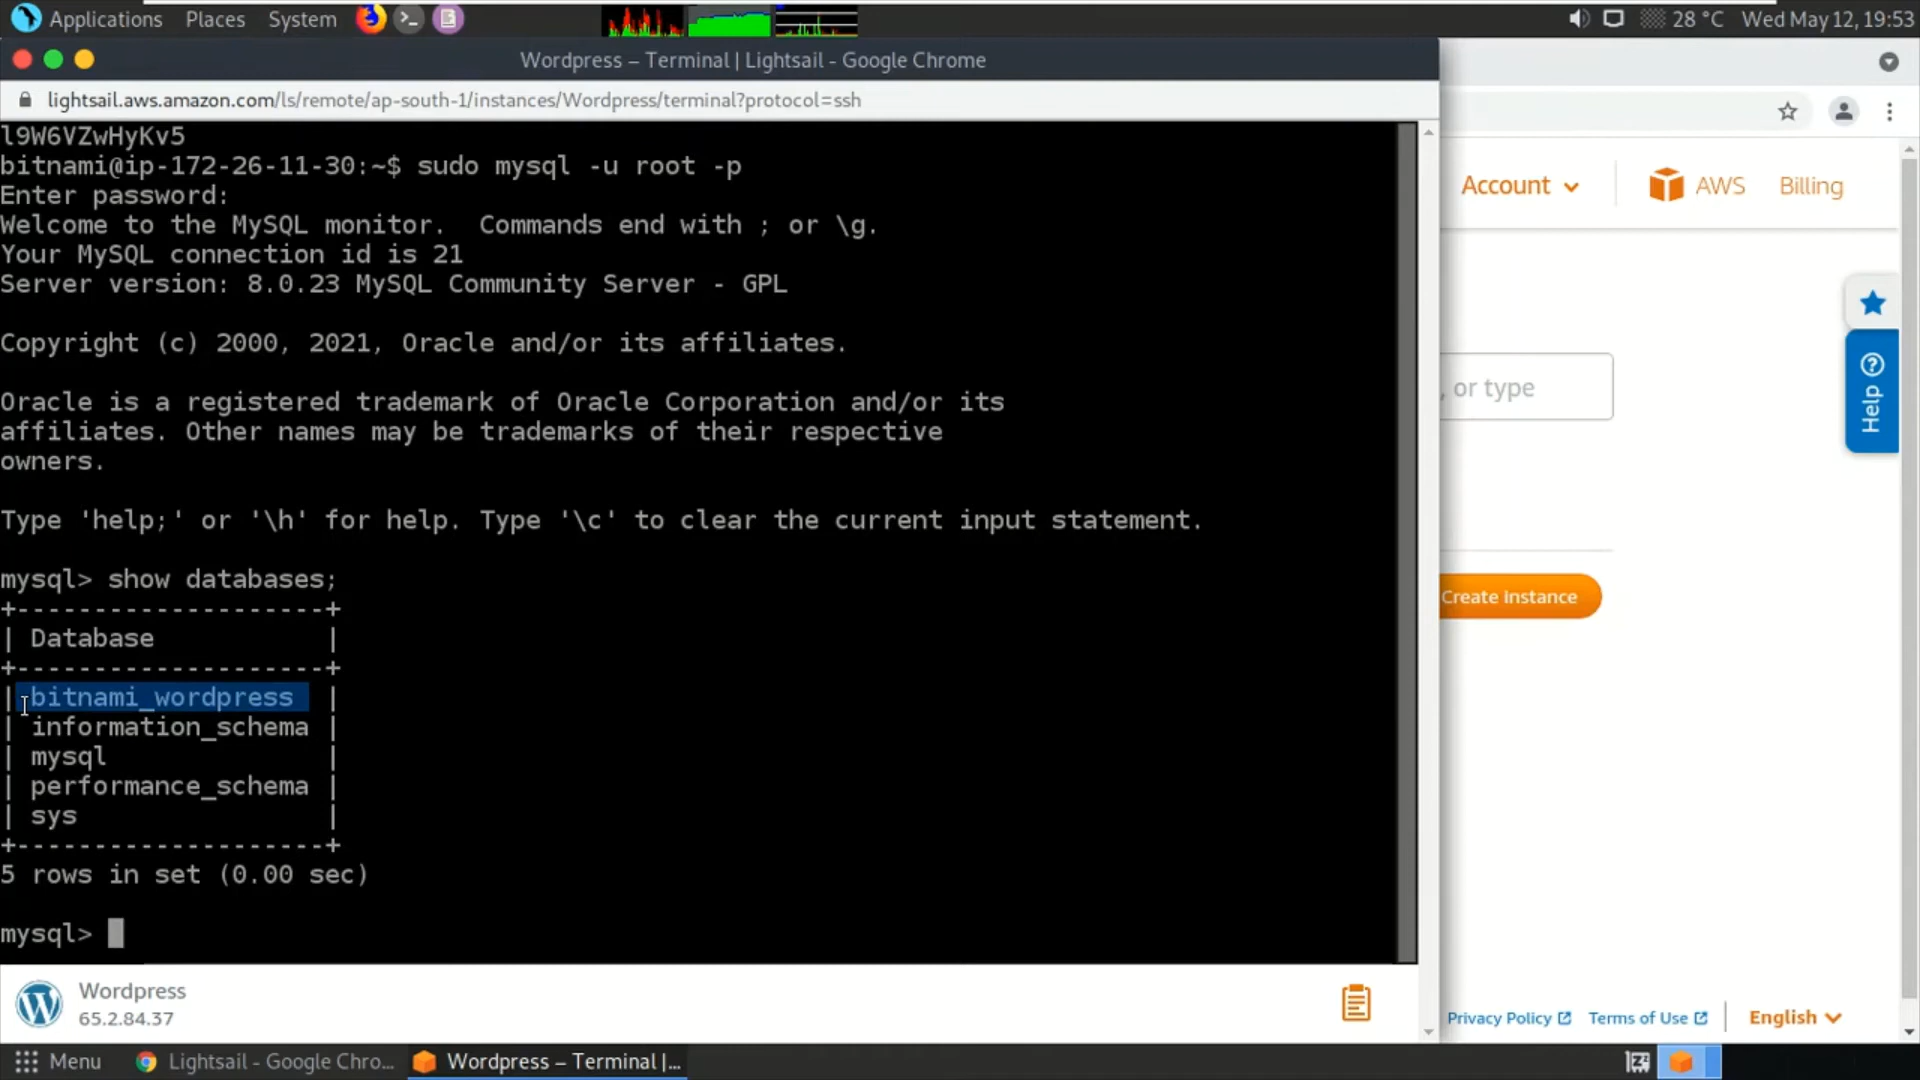 Applications Places System 28 °C Wed May 12, 19:53
Wordpress – Terminal | Lightsail - Google Chrome
lightsail.aws.amazon.com/ls/remote/ap-south-1/instances/Wordpress/terminal?protocol=ssh
l9W6VZwHyKv5
bitnami@ip-172-26-11-30:~$ sudo mysql -u root -p
Enter password:
Welcome to the MySQL monitor.  Commands end with ; or \g.
Your MySQL connection id is 21
Server version: 8.0.23 MySQL Community Server - GPL
Copyright (c) 2000, 2021, Oracle and/or its affiliates.
Oracle is a registered trademark of Oracle Corporation and/or its
affiliates. Other names may be trademarks of their respective
owners.
Type 'help;' or '\h' for help. Type '\c' to clear the current input statement.
mysql> show databases;
+--------------------+
| Database           |
+--------------------+
| bitnami_wordpress  |
| information_schema |
| mysql              |
| performance_schema |
| sys                |
+--------------------+
5 rows in set (0.00 sec)
mysql>
Wordpress
65.2.84.37
Account AWS Billing
, or type
Help
Create instance
Privacy Policy Terms of Use English
Menu Lightsail - Google Chro... Wordpress – Terminal |...